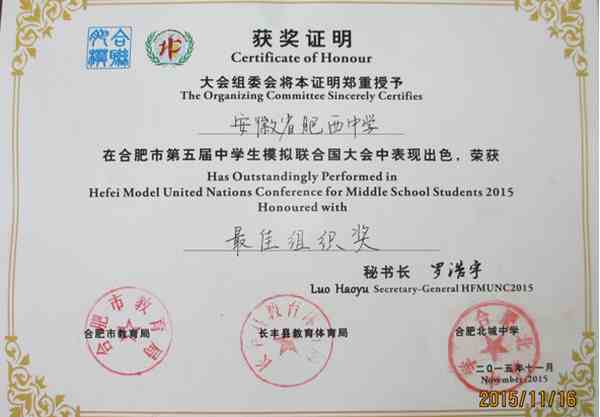 获奖证明
Certificate of Honour
大会组委会将本证明郑重授予
The Organizing Committee Sincerely Certifies
安徽省肥西中学
在合肥市第五届中学生模拟联合国大会中表现出色，荣获
Has Outstandingly Performed in
Hefei Model United Nations Conference for Middle School Students 2015
Honoured with
最佳组织奖
秘书长 罗浩宇
Luo Haoyu Secretary-General HFMUNC2015
合肥市教育局
合肥市教育局
长丰县教育体育局
合肥北城中学
二〇一五年十一月
November,2015
2015/11/16